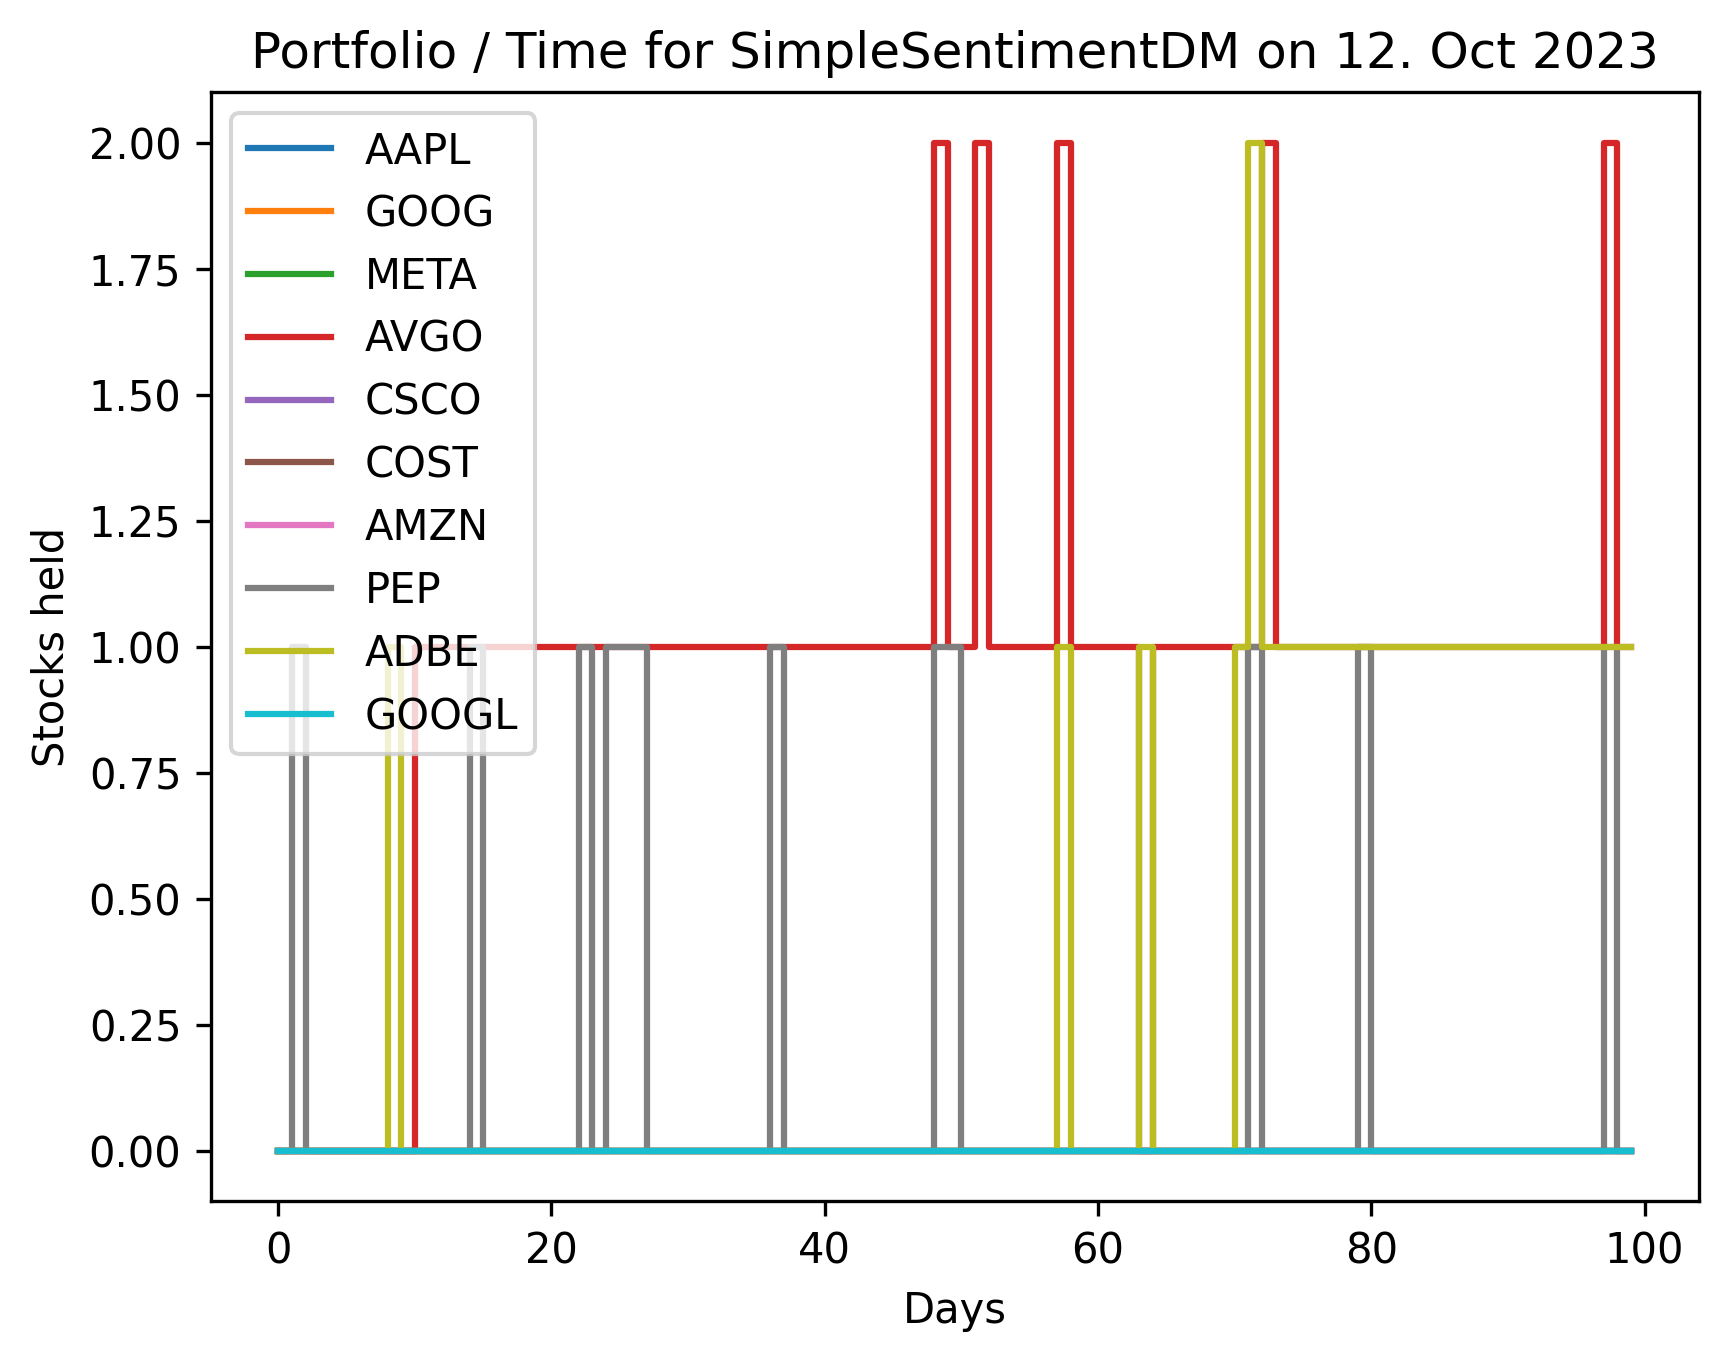 Portfolio / Time for SimpleSentimentDM on 12. Oct 2023
AAPL
GOOG
META
AVGO
CSCO
COST
AMZN
PEP
ADBE
GOOGL
Stocks held
2.00
1.75
1.50
1.25
1.00
0.75
0.50
0.25
0.00
0 20 40 60 80 100
Days